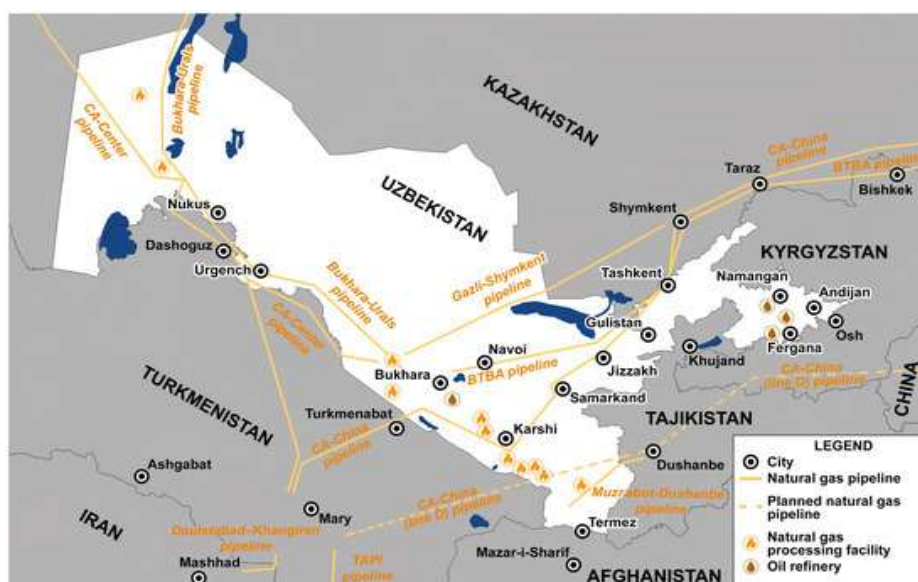 KAZAKHSTAN
CA-Center
pipeline
Bukhara-Urals
pipeline
CA-China
pipeline
BTBA pipeline
Taraz
Bishkek
UZBEKISTAN
Shymkent
Nukus
KYRGYZSTAN
Dashoguz
Urgench
Tashkent
Namangan
Andijan
Gazli-Shymkent
pipeline
Bukhara-Urals
pipeline
CA-Center
pipeline
Gulistan
Fergana
Osh
Khujand
Navoi
BTBA pipeline
Jizzakh
Bukhara
CA-China
(line D) pipeline
CHINA
Samarkand
TURKMENISTAN
Turkmenabat
TAJIKISTAN
Karshi
CA-China
pipeline
Dushanbe
Ashgabat
CA-China
(line D)
pipeline
Muzrabot-Dushanbe
pipeline
Mary
IRAN
Termez
Dauletabad–Khangiran
pipeline
Mashhad
TAPI
pipeline
Mazar-i-Sharif
AFGHANISTAN
LEGEND
City
Natural gas pipeline
Planned natural gas
pipeline
Natural gas
processing facility
Oil refinery